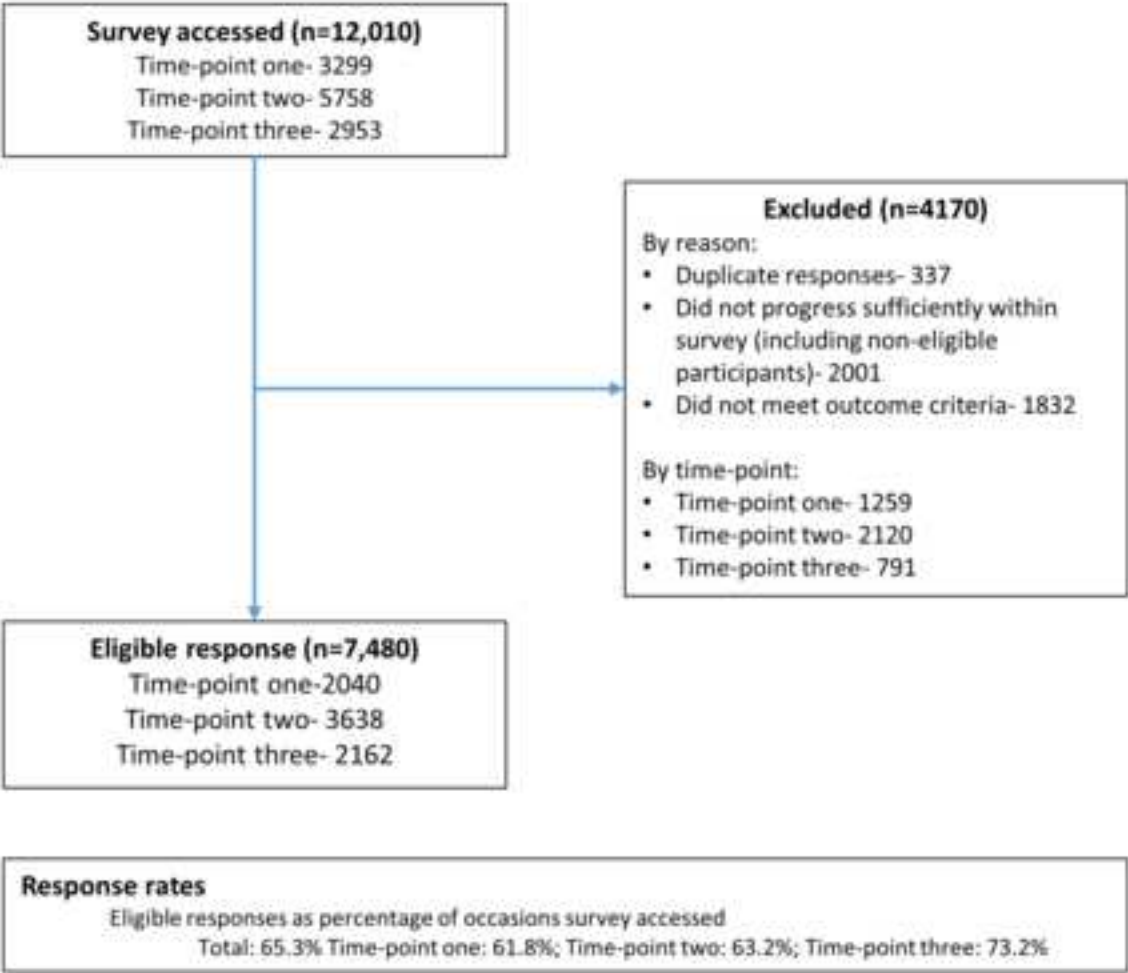 Survey accessed (n=12,010)
Time-point one- 3299
Time-point two- 5758
Time-point three- 2953
Excluded (n=4170)
By reason:
• Duplicate responses- 337
• Did not progress sufficiently within
survey (including non-eligible
participants)- 2001
• Did not meet outcome criteria- 1832
By time-point:
• Time-point one- 1259
• Time-point two- 2120
• Time-point three- 791
Eligible response (n=7,480)
Time-point one-2040
Time-point two- 3638
Time-point three- 2162
Response rates
Eligible responses as percentage of occasions survey accessed
Total: 65.3% Time-point one: 61.8%; Time-point two: 63.2%; Time-point three: 73.2%